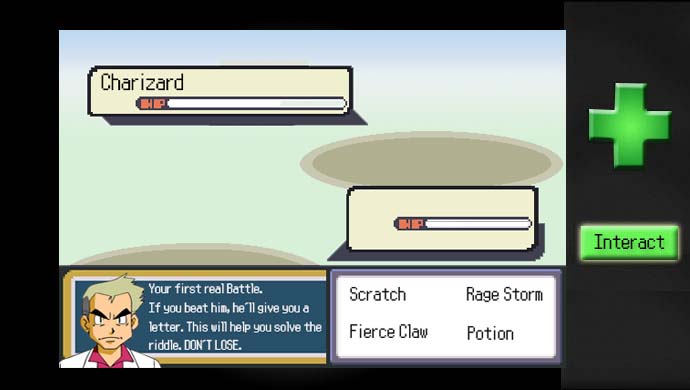 Charizard
HP
HP
Interact
Your first real Battle.
If you beat him, he´ll give you a
letter. This will help you solve the
riddle. DON´T LOSE.
Scratch Rage Storm
Fierce Claw Potion